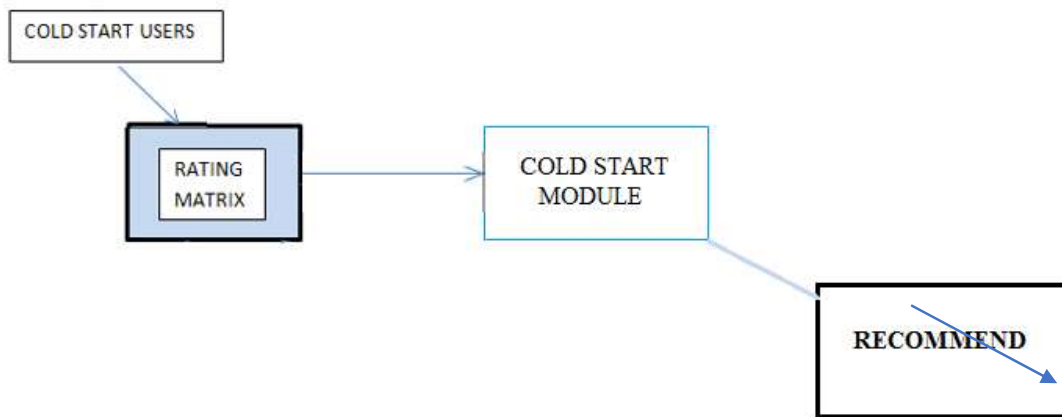 COLD START USERS
RATING
MATRIX
COLD START
MODULE
RECOMMEND